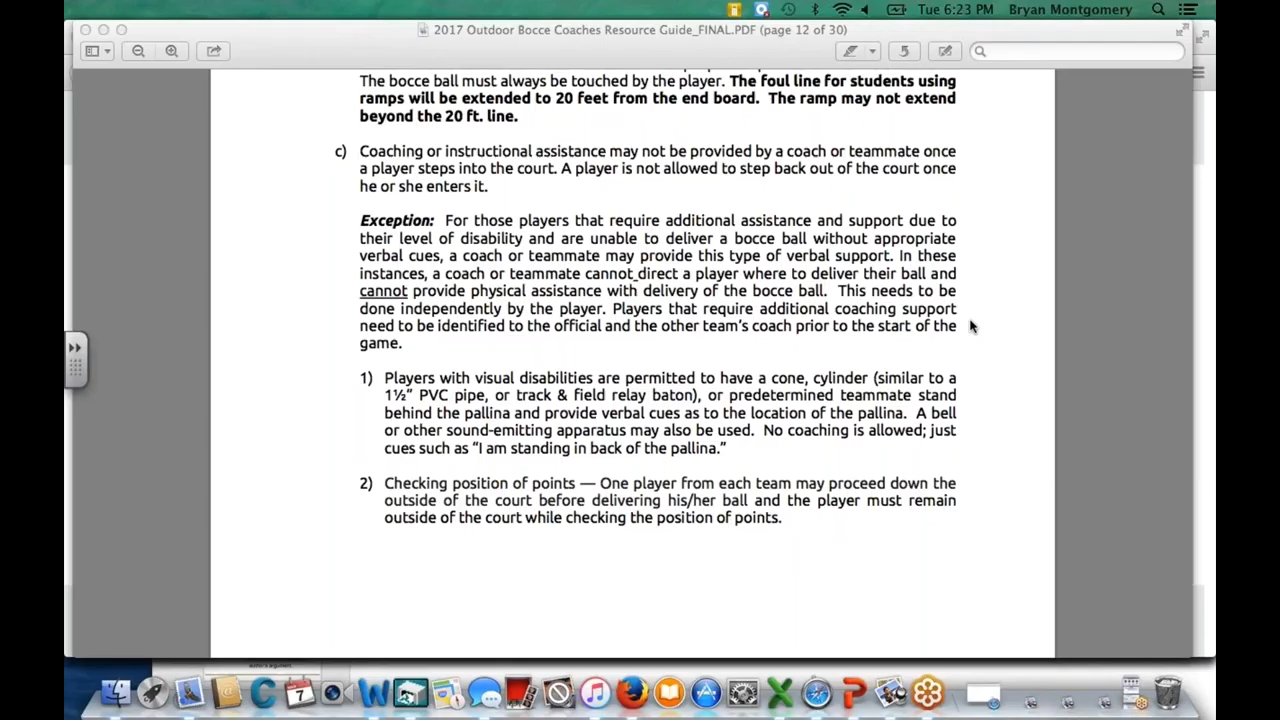 Tue 6:23 PM Bryan Montgomery
2017 Outdoor Bocce Coaches Resource Guide_FINAL.PDF (page 12 of 30)
The bocce ball must always be touched by the player. The foul line for students using
ramps will be extended to 20 feet from the end board. The ramp may not extend
beyond the 20 ft. line.
c) Coaching or instructional assistance may not be provided by a coach or teammate once
a player steps into the court. A player is not allowed to step back out of the court once
he or she enters it.
Exception: For those players that require additional assistance and support due to
their level of disability and are unable to deliver a bocce ball without appropriate
verbal cues, a coach or teammate may provide this type of verbal support. In these
instances, a coach or teammate cannot direct a player where to deliver their ball and
cannot provide physical assistance with delivery of the bocce ball. This needs to be
done independently by the player. Players that require additional coaching support
need to be identified to the official and the other team's coach prior to the start of the
game.
1) Players with visual disabilities are permitted to have a cone, cylinder (similar to a
1½" PVC pipe, or track & field relay baton), or predetermined teammate stand
behind the pallina and provide verbal cues as to the location of the pallina. A bell
or other sound-emitting apparatus may also be used. No coaching is allowed; just
cues such as "I am standing in back of the pallina."
2) Checking position of points — One player from each team may proceed down the
outside of the court before delivering his/her ball and the player must remain
outside of the court while checking the position of points.
7